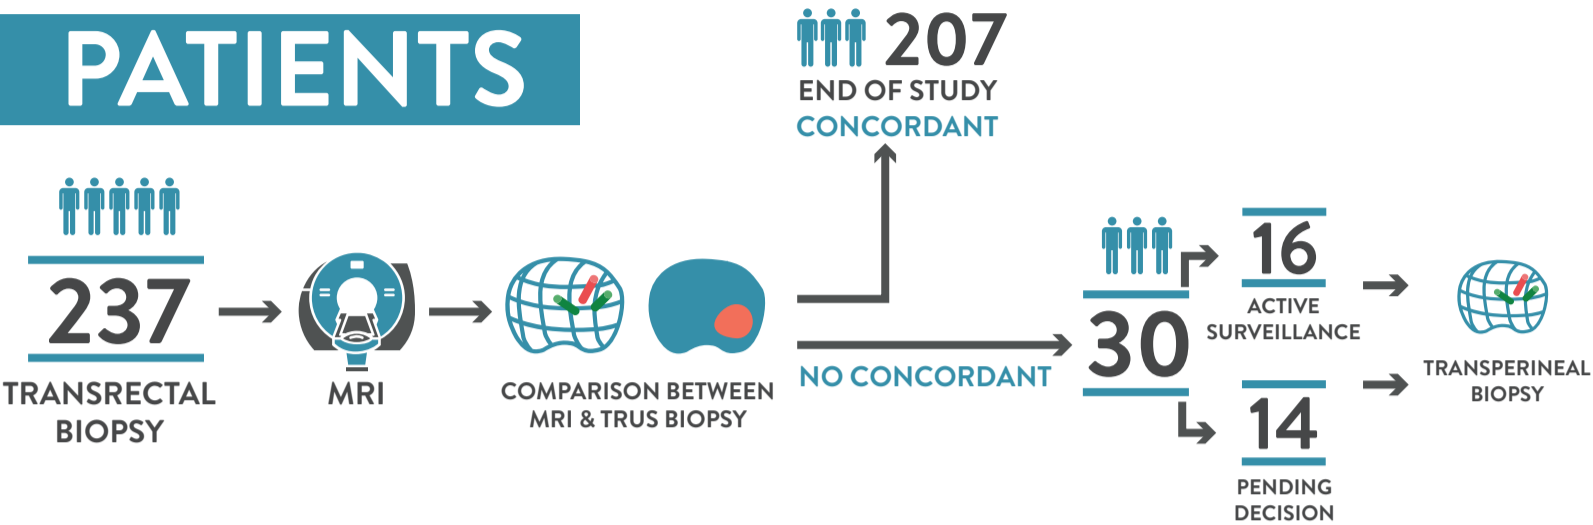 PATIENTS
237
TRANSRECTAL
BIOPSY
MRI
COMPARISON BETWEEN
MRI & TRUS BIOPSY
207
END OF STUDY
CONCORDANT
NO CONCORDANT
30
16
ACTIVE
SURVEILLANCE
14
PENDING
DECISION
TRANSPERINEAL
BIOPSY